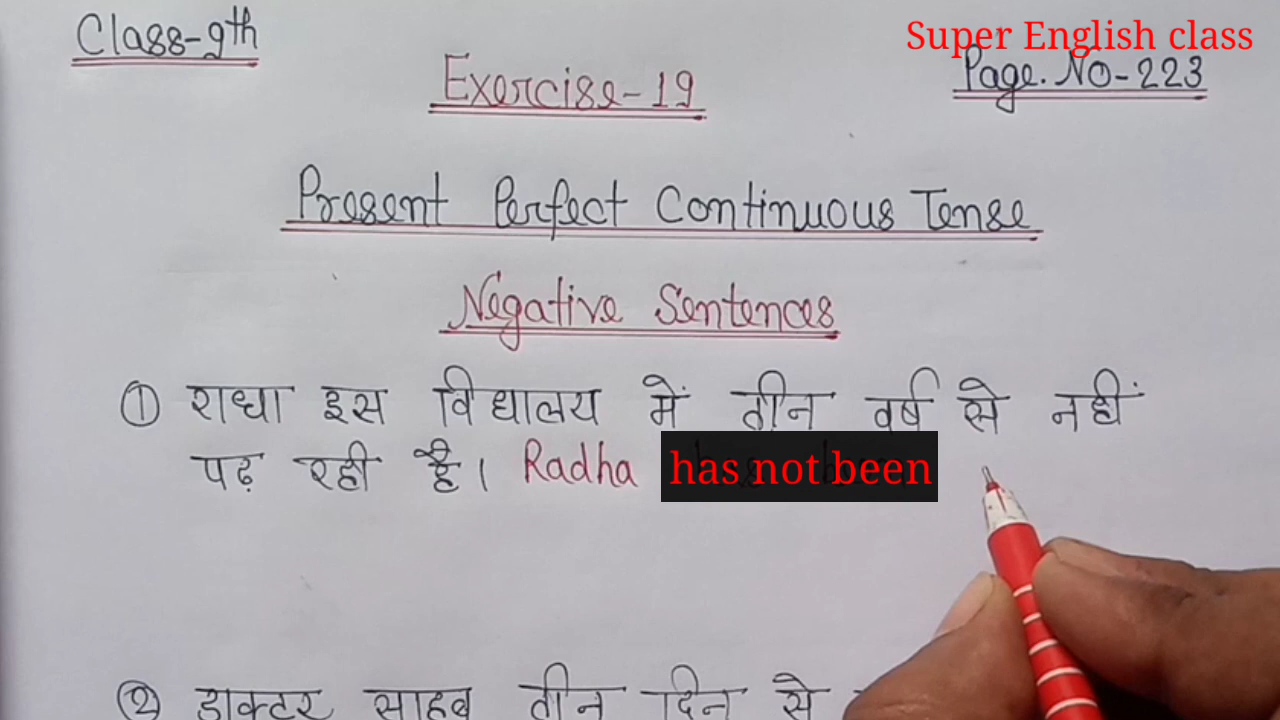 Class-9th
Super English class
Page. No-223
Exercise-19
Present Perfect Continuous Tense
Negative Sentences
① राधा इस विद्यालय में तीन वर्ष से नहीं
पढ़ रही है। Radha has not been
② डाक्टर साहब तीन दिन से